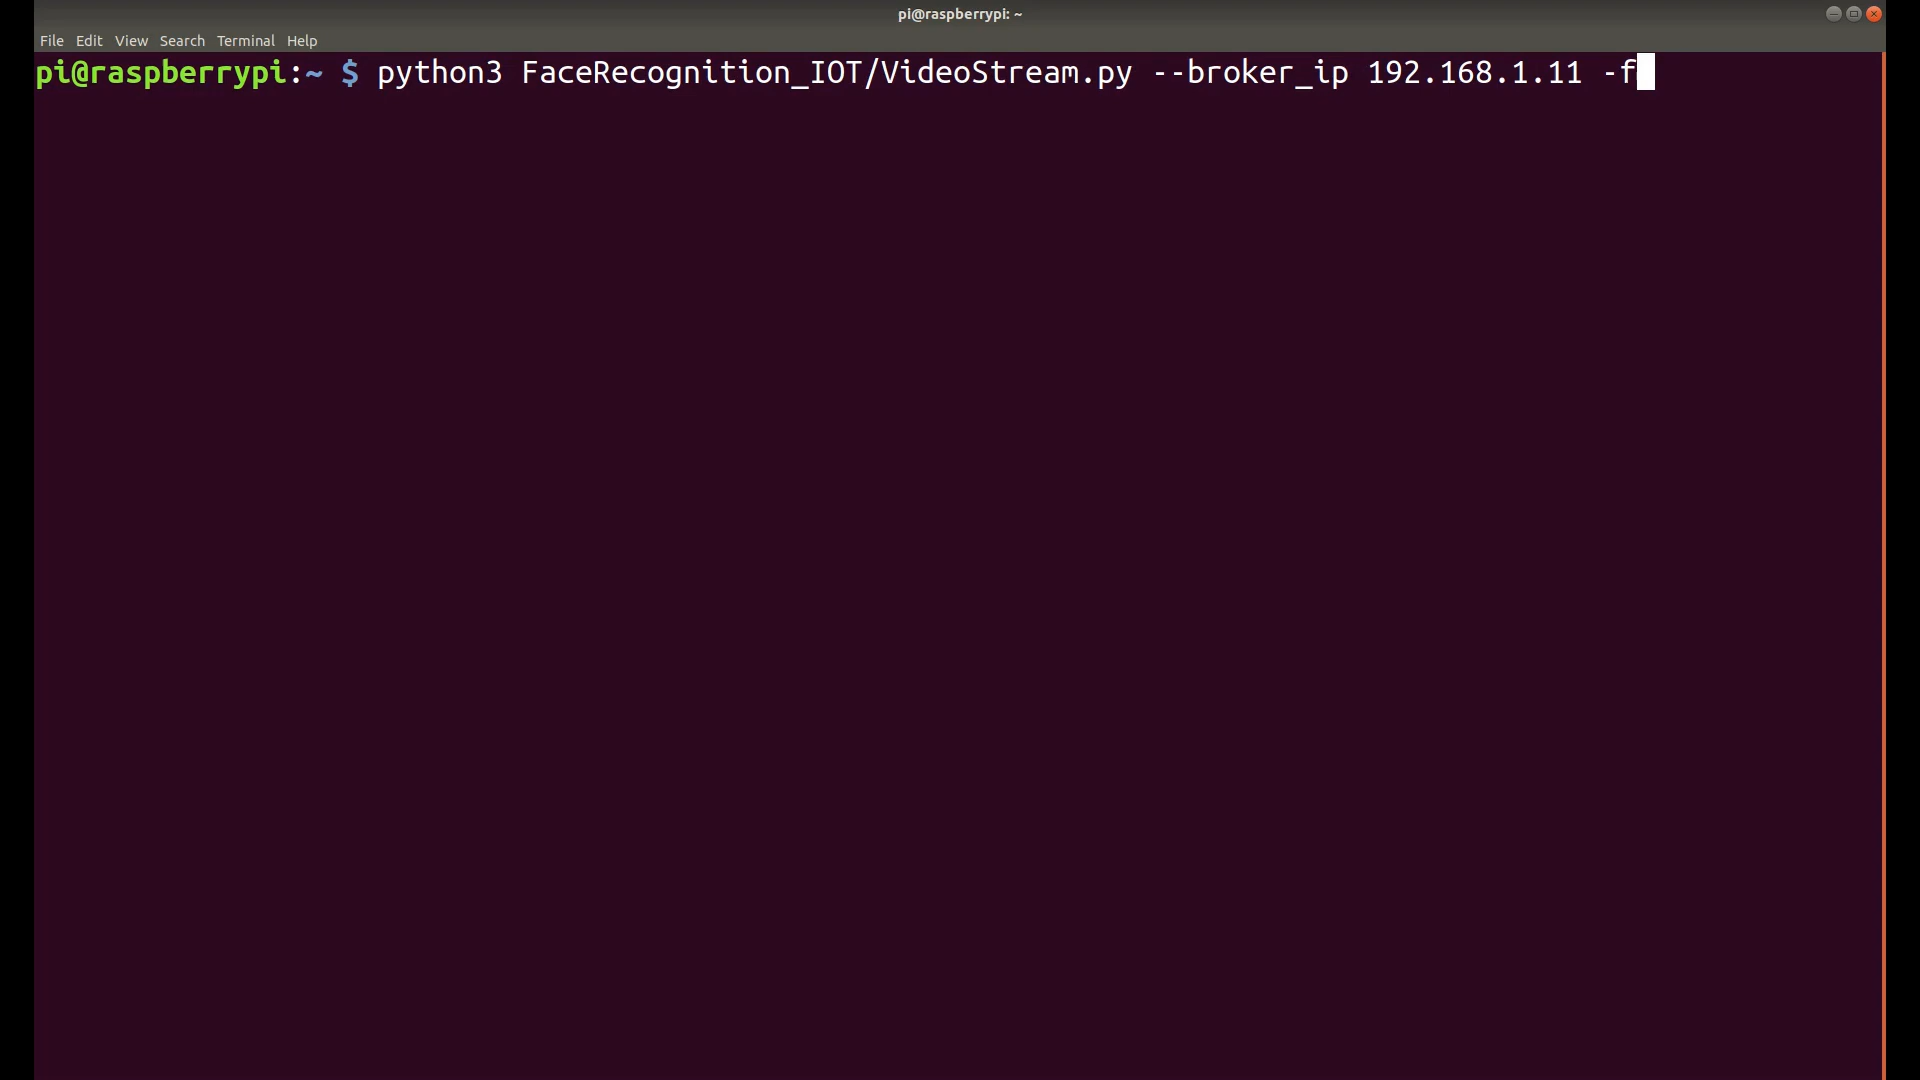 pi@raspberrypi: ~
File Edit View Search Terminal Help
pi@raspberrypi:~ $ python3 FaceRecognition_IOT/VideoStream.py --broker_ip 192.168.1.11 -f